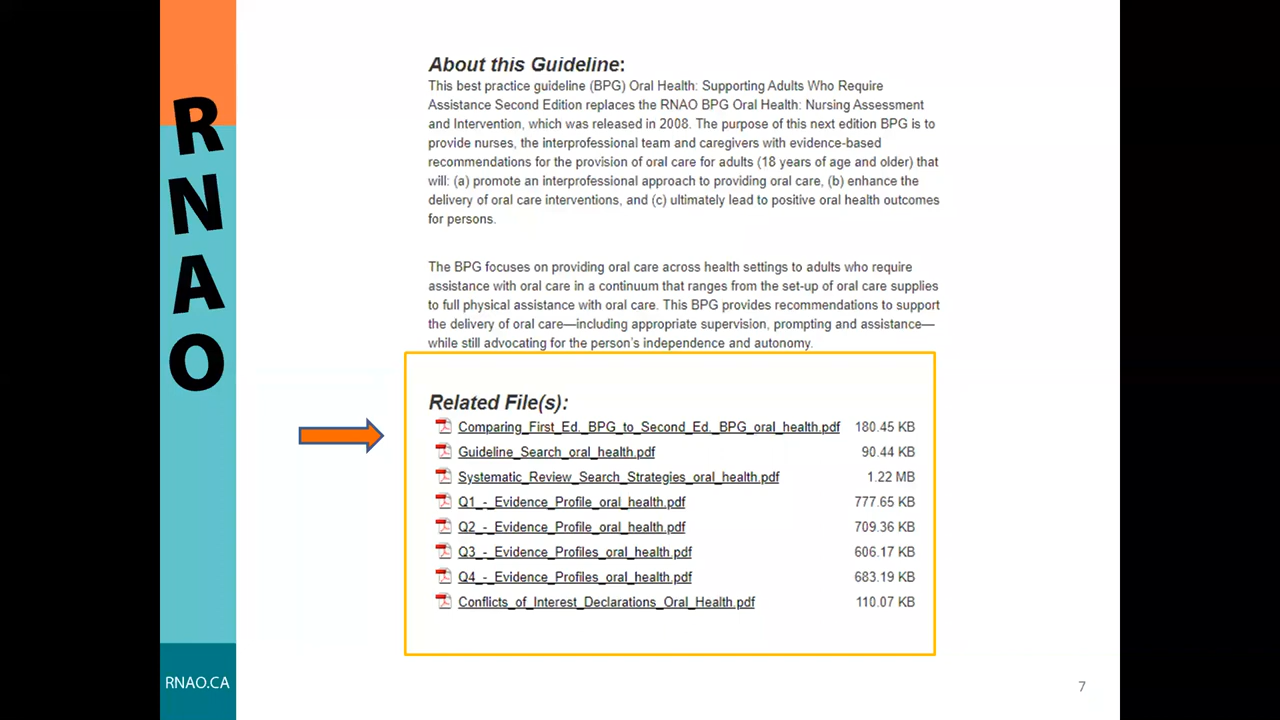 RNAO
About this Guideline:
This best practice guideline (BPG) Oral Health: Supporting Adults Who Require
Assistance Second Edition replaces the RNAO BPG Oral Health: Nursing Assessment
and Intervention, which was released in 2008. The purpose of this next edition BPG is to
provide nurses, the interprofessional team and caregivers with evidence-based
recommendations for the provision of oral care for adults (18 years of age and older) that
will: (a) promote an interprofessional approach to providing oral care, (b) enhance the
delivery of oral care interventions, and (c) ultimately lead to positive oral health outcomes
for persons.
The BPG focuses on providing oral care across health settings to adults who require
assistance with oral care in a continuum that ranges from the set-up of oral care supplies
to full physical assistance with oral care. This BPG provides recommendations to support
the delivery of oral care—including appropriate supervision, prompting and assistance—
while still advocating for the person's independence and autonomy.
Related File(s):
Comparing_First_Ed._BPG_to_Second_Ed._BPG_oral_health.pdf 180.45 KB
Guideline_Search_oral_health.pdf 90.44 KB
Systematic_Review_Search_Strategies_oral_health.pdf 1.22 MB
Q1_-_Evidence_Profile_oral_health.pdf 777.65 KB
Q2_-_Evidence_Profile_oral_health.pdf 709.36 KB
Q3_-_Evidence_Profiles_oral_health.pdf 606.17 KB
Q4_-_Evidence_Profiles_oral_health.pdf 683.19 KB
Conflicts_of_Interest_Declarations_Oral_Health.pdf 110.07 KB
RNAO.CA
7